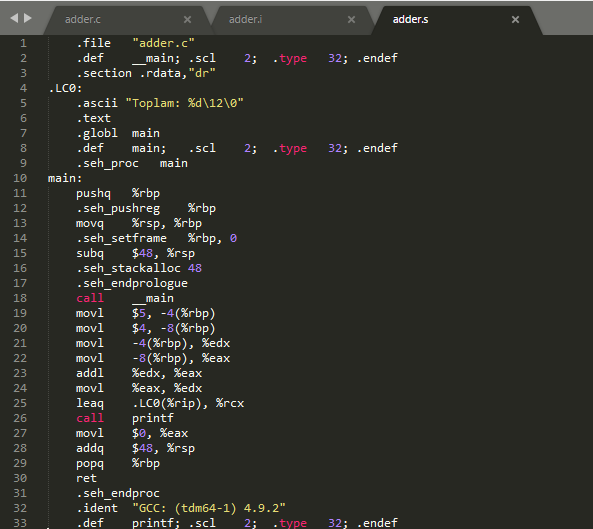 adder.c × adder.i × adder.s ×
1 .file "adder.c"
2 .def __main; .scl 2; .type 32; .endef
3 .section .rdata,"dr"
4 .LC0:
5 .ascii "Toplam: %d\12\0"
6 .text
7 .globl main
8 .def main; .scl 2; .type 32; .endef
9 .seh_proc main
10 main:
11 pushq %rbp
12 .seh_pushreg %rbp
13 movq %rsp, %rbp
14 .seh_setframe %rbp, 0
15 subq $48, %rsp
16 .seh_stackalloc 48
17 .seh_endprologue
18 call __main
19 movl $5, -4(%rbp)
20 movl $4, -8(%rbp)
21 movl -4(%rbp), %edx
22 movl -8(%rbp), %eax
23 addl %edx, %eax
24 movl %eax, %edx
25 leaq .LC0(%rip), %rcx
26 call printf
27 movl $0, %eax
28 addq $48, %rsp
29 popq %rbp
30 ret
31 .seh_endproc
32 .ident "GCC: (tdm64-1) 4.9.2"
33 .def printf; .scl 2; .type 32; .endef